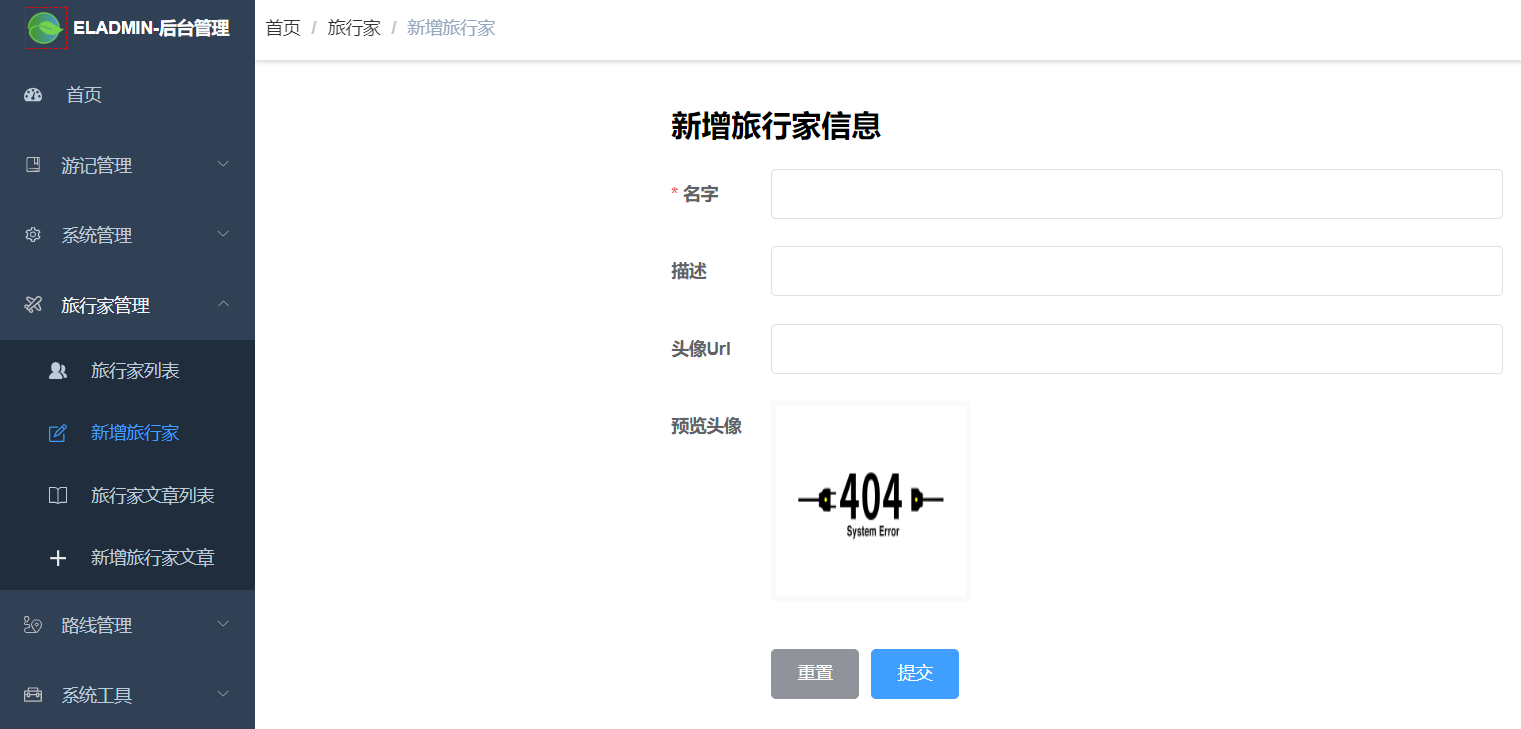 ELADMIN-后台管理
首页
游记管理
系统管理
旅行家管理
旅行家列表
新增旅行家
旅行家文章列表
新增旅行家文章
路线管理
系统工具
首页 / 旅行家 / 新增旅行家
新增旅行家信息
* 名字
描述
头像Url
预览头像
404
System Error
重置
提交